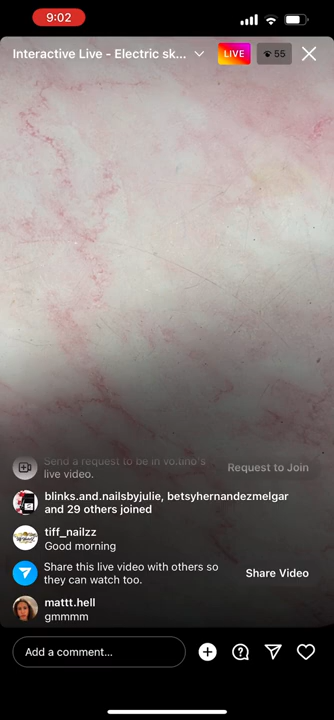 9:02
Interactive Live - Electric sk...
LIVE
55
Send a request to be in vo.tino's
live video.
Request to Join
blinks.and.nailsbyjulie, betsyhernandezmelgar
and 29 others joined
tiff_nailzz
Good morning
Share this live video with others so
they can watch too.
Share Video
mattt.hell
gmmmm
Add a comment...